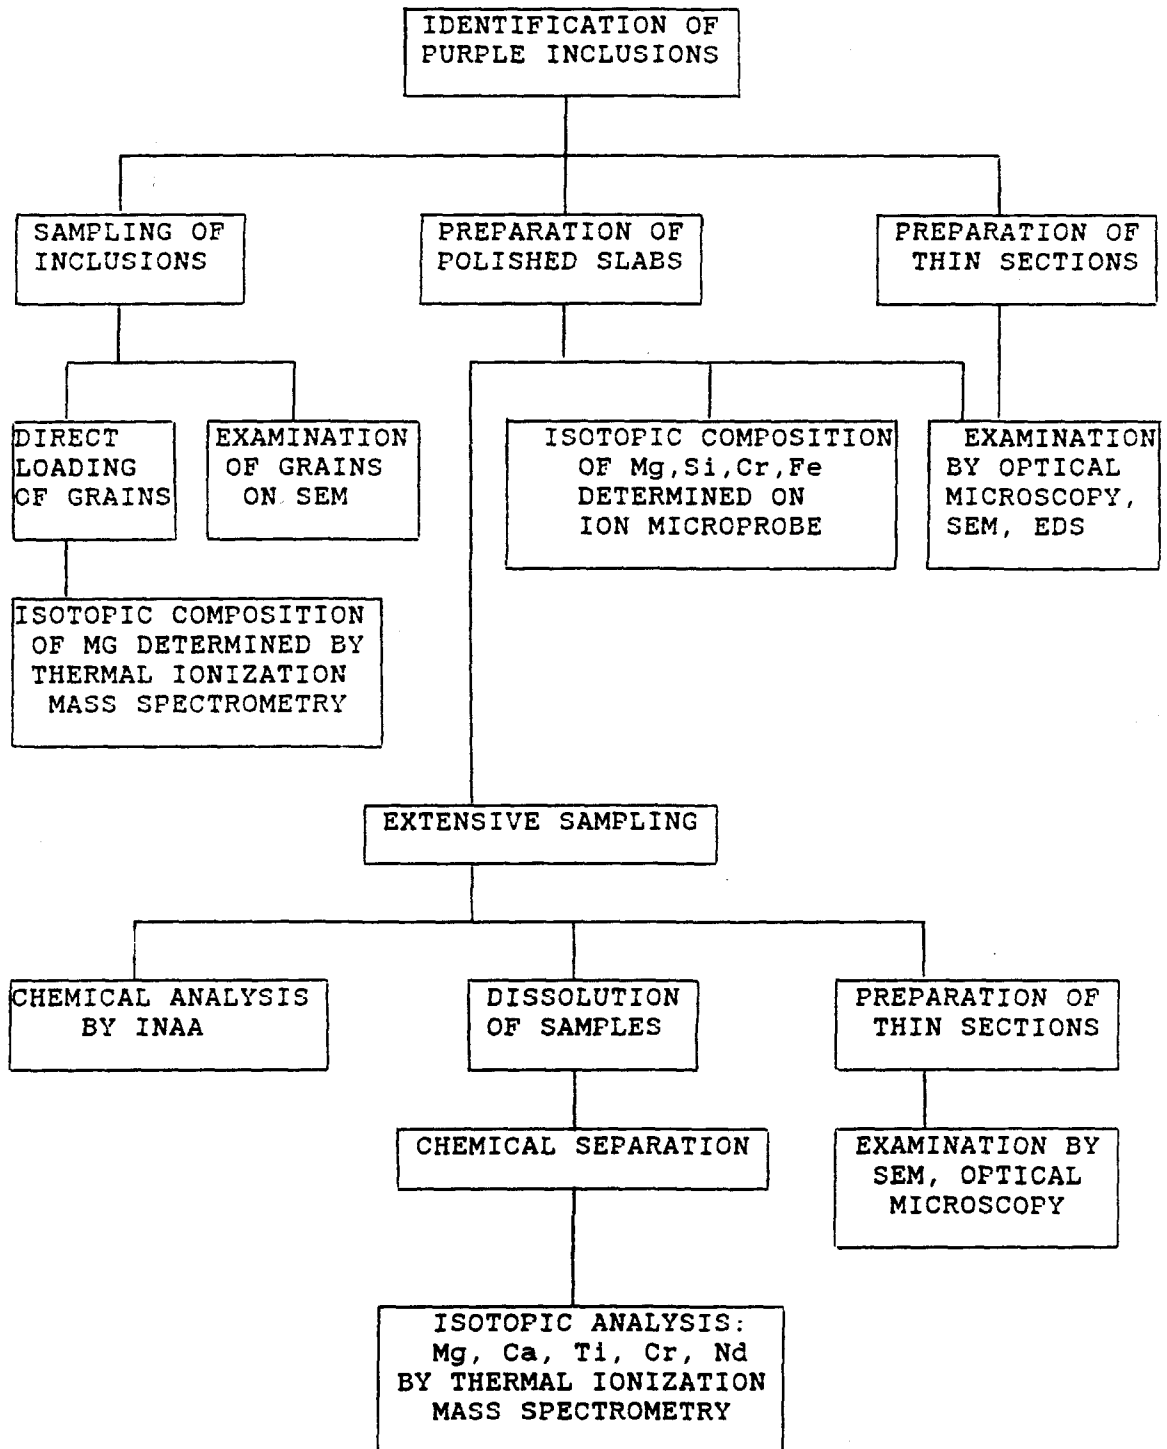 IDENTIFICATION OF
PURPLE INCLUSIONS
SAMPLING OF
INCLUSIONS
PREPARATION OF
POLISHED SLABS
PREPARATION OF
THIN SECTIONS
DIRECT
LOADING
OF GRAINS
EXAMINATION
OF GRAINS
ON SEM
ISOTOPIC COMPOSITION
OF Mg,Si,Cr,Fe
DETERMINED ON
ION MICROPROBE
EXAMINATION
BY OPTICAL
MICROSCOPY,
SEM, EDS
ISOTOPIC COMPOSITION
OF MG DETERMINED BY
THERMAL IONIZATION
MASS SPECTROMETRY
EXTENSIVE SAMPLING
CHEMICAL ANALYSIS
BY INAA
DISSOLUTION
OF SAMPLES
PREPARATION OF
THIN SECTIONS
CHEMICAL SEPARATION
EXAMINATION BY
SEM, OPTICAL
MICROSCOPY
ISOTOPIC ANALYSIS:
Mg, Ca, Ti, Cr, Nd
BY THERMAL IONIZATION
MASS SPECTROMETRY